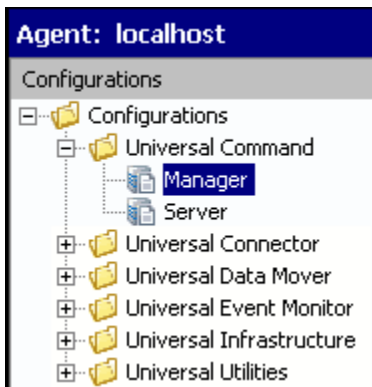 Agent: localhost
Configurations
Configurations
Universal Command
Manager
Server
Universal Connector
Universal Data Mover
Universal Event Monitor
Universal Infrastructure
Universal Utilities